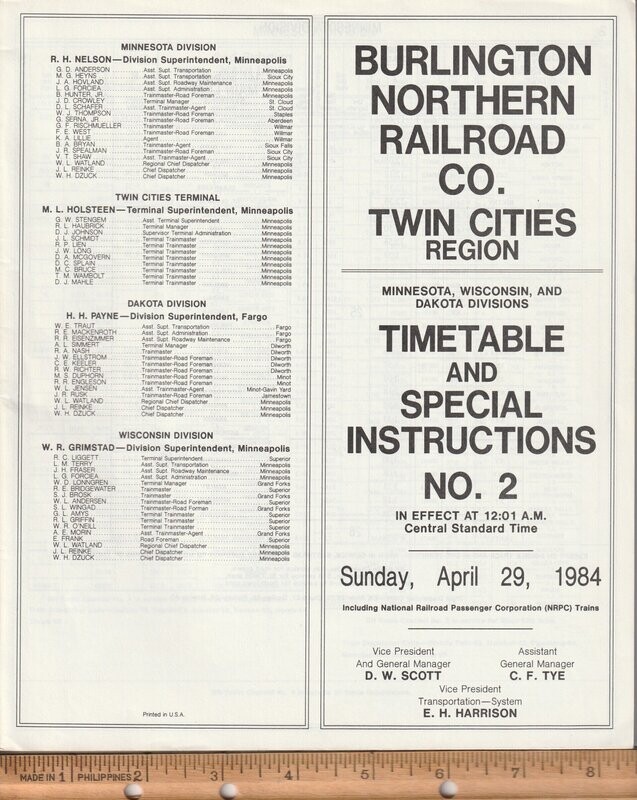 MINNESOTA DIVISION
R. H. NELSON—Division Superintendent, Minneapolis
G. D. ANDERSON Asst. Supt. Transportation Minneapolis
M. G. HEYNS Asst. Supt. Transportation Sioux City
J. A. HOVLAND Asst. Supt. Roadway Maintenance Minneapolis
L. G. FORCIEA Asst. Supt. Administration Minneapolis
B. HUNTER, JR. Trainmaster-Road Foreman Minneapolis
J. D. CROWLEY Terminal Manager St. Cloud
D. L. SCHAFER Asst. Trainmaster-Agent St. Cloud
W. J. THOMPSON Trainmaster-Road Foreman Staples
G. SERNA, JR. Trainmaster-Road Foreman Aberdeen
G. F. RISCHMUELLER Trainmaster Willmar
F. E. WEST Trainmaster-Road Foreman Willmar
K. A. LILLIE Agent Willmar
B. A. BRYAN Trainmaster-Agent Sioux Falls
J. R. SPEALMAN Trainmaster-Road Foreman Sioux City
V. T. SHAW Asst. Trainmaster-Agent Sioux City
W. L. WATLAND Regional Chief Dispatcher Minneapolis
J. L. REINKE Chief Dispatcher Minneapolis
W. H. DZUCK Chief Dispatcher Minneapolis
TWIN CITIES TERMINAL
M. L. HOLSTEEN—Terminal Superintendent, Minneapolis
G. W. STENGEM Asst. Terminal Superintendent Minneapolis
R. L. HAUBRICK Terminal Manager Minneapolis
D. J. JOHNSON Supervisor Terminal Administration Minneapolis
J. L. SCHMIDT Terminal Trainmaster Minneapolis
R. P. LIEN Terminal Trainmaster Minneapolis
J. W. LONG Terminal Trainmaster Minneapolis
D. A. MCGOVERN Terminal Trainmaster Minneapolis
D. C. SPLAIN Terminal Trainmaster Minneapolis
M. C. BRUCE Terminal Trainmaster Minneapolis
T. M. WAMBOLT Terminal Trainmaster Minneapolis
D. J. MAHLE Terminal Trainmaster Minneapolis
DAKOTA DIVISION
H. H. PAYNE—Division Superintendent, Fargo
W. E. TRAUT Asst. Supt. Transportation Fargo
R. E. MACKENROTH Asst. Supt. Administration Fargo
R. R. EISENZIMMER Asst. Supt. Roadway Maintenance Fargo
A. L. SIMMERT Terminal Manager Dilworth
R. A. NASH Trainmaster Dilworth
J. W. ELLSTROM Trainmaster-Road Foreman Dilworth
C. E. KEELER Trainmaster-Road Foreman Dilworth
R. W. RICHTER Trainmaster-Road Foreman Dilworth
M. S. DUPHORN Trainmaster-Road Foreman Minot
R. R. ENGLESON Trainmaster-Road Foreman Minot
W. L. JENSEN Asst. Trainmaster-Agent Minot-Gavin Yard
J. R. RUSK Trainmaster-Road Foreman Jamestown
W. L. WATLAND Regional Chief Dispatcher Minneapolis
J. L. REINKE Chief Dispatcher Minneapolis
W. H. DZUCK Chief Dispatcher Minneapolis
WISCONSIN DIVISION
W. R. GRIMSTAD—Division Superintendent, Minneapolis
R. C. LIGGETT Terminal Superintendent Superior
L. M. TERRY Asst. Supt. Transportation Minneapolis
J. H. FRASER Asst. Supt. Roadway Maintenance Minneapolis
L. G. FORCIEA Asst. Supt. Administration Minneapolis
W. D. LONNGREN Terminal Manager Grand Forks
R. E. BRIDGEWATER Trainmaster Superior
S. J. BROSK Trainmaster Grand Forks
W. L. ANDERSEN Trainmaster-Road Foreman Superior
S. L. WINGAD Trainmaster-Road Forman Superior
G. L. AMYS Terminal Trainmaster Superior
R. L. GRIFFIN Terminal Trainmaster Superior
W. R. O'NEILL Terminal Trainmaster Superior
A. E. MORIN Asst. Trainmaster-Agent Grand Forks
E. FRANK Road Foreman Superior
W. L. WATLAND Regional Chief Dispatcher Minneapolis
J. L. REINKE Chief Dispatcher Minneapolis
W. H. DZUCK Chief Dispatcher Minneapolis
Printed in U.S.A.
BURLINGTON
NORTHERN
RAILROAD
CO.
TWIN CITIES
REGION
MINNESOTA, WISCONSIN, AND
DAKOTA DIVISIONS
TIMETABLE
AND
SPECIAL
INSTRUCTIONS
NO. 2
IN EFFECT AT 12:01 A.M.
Central Standard Time
Sunday, April 29, 1984
Including National Railroad Passenger Corporation (NRPC) Trains
Vice President
And General Manager
D. W. SCOTT
Assistant
General Manager
C. F. TYE
Vice President
Transportation—System
E. H. HARRISON
MADE IN 1 PHILIPPINES 2 3 4 5 6 7 8